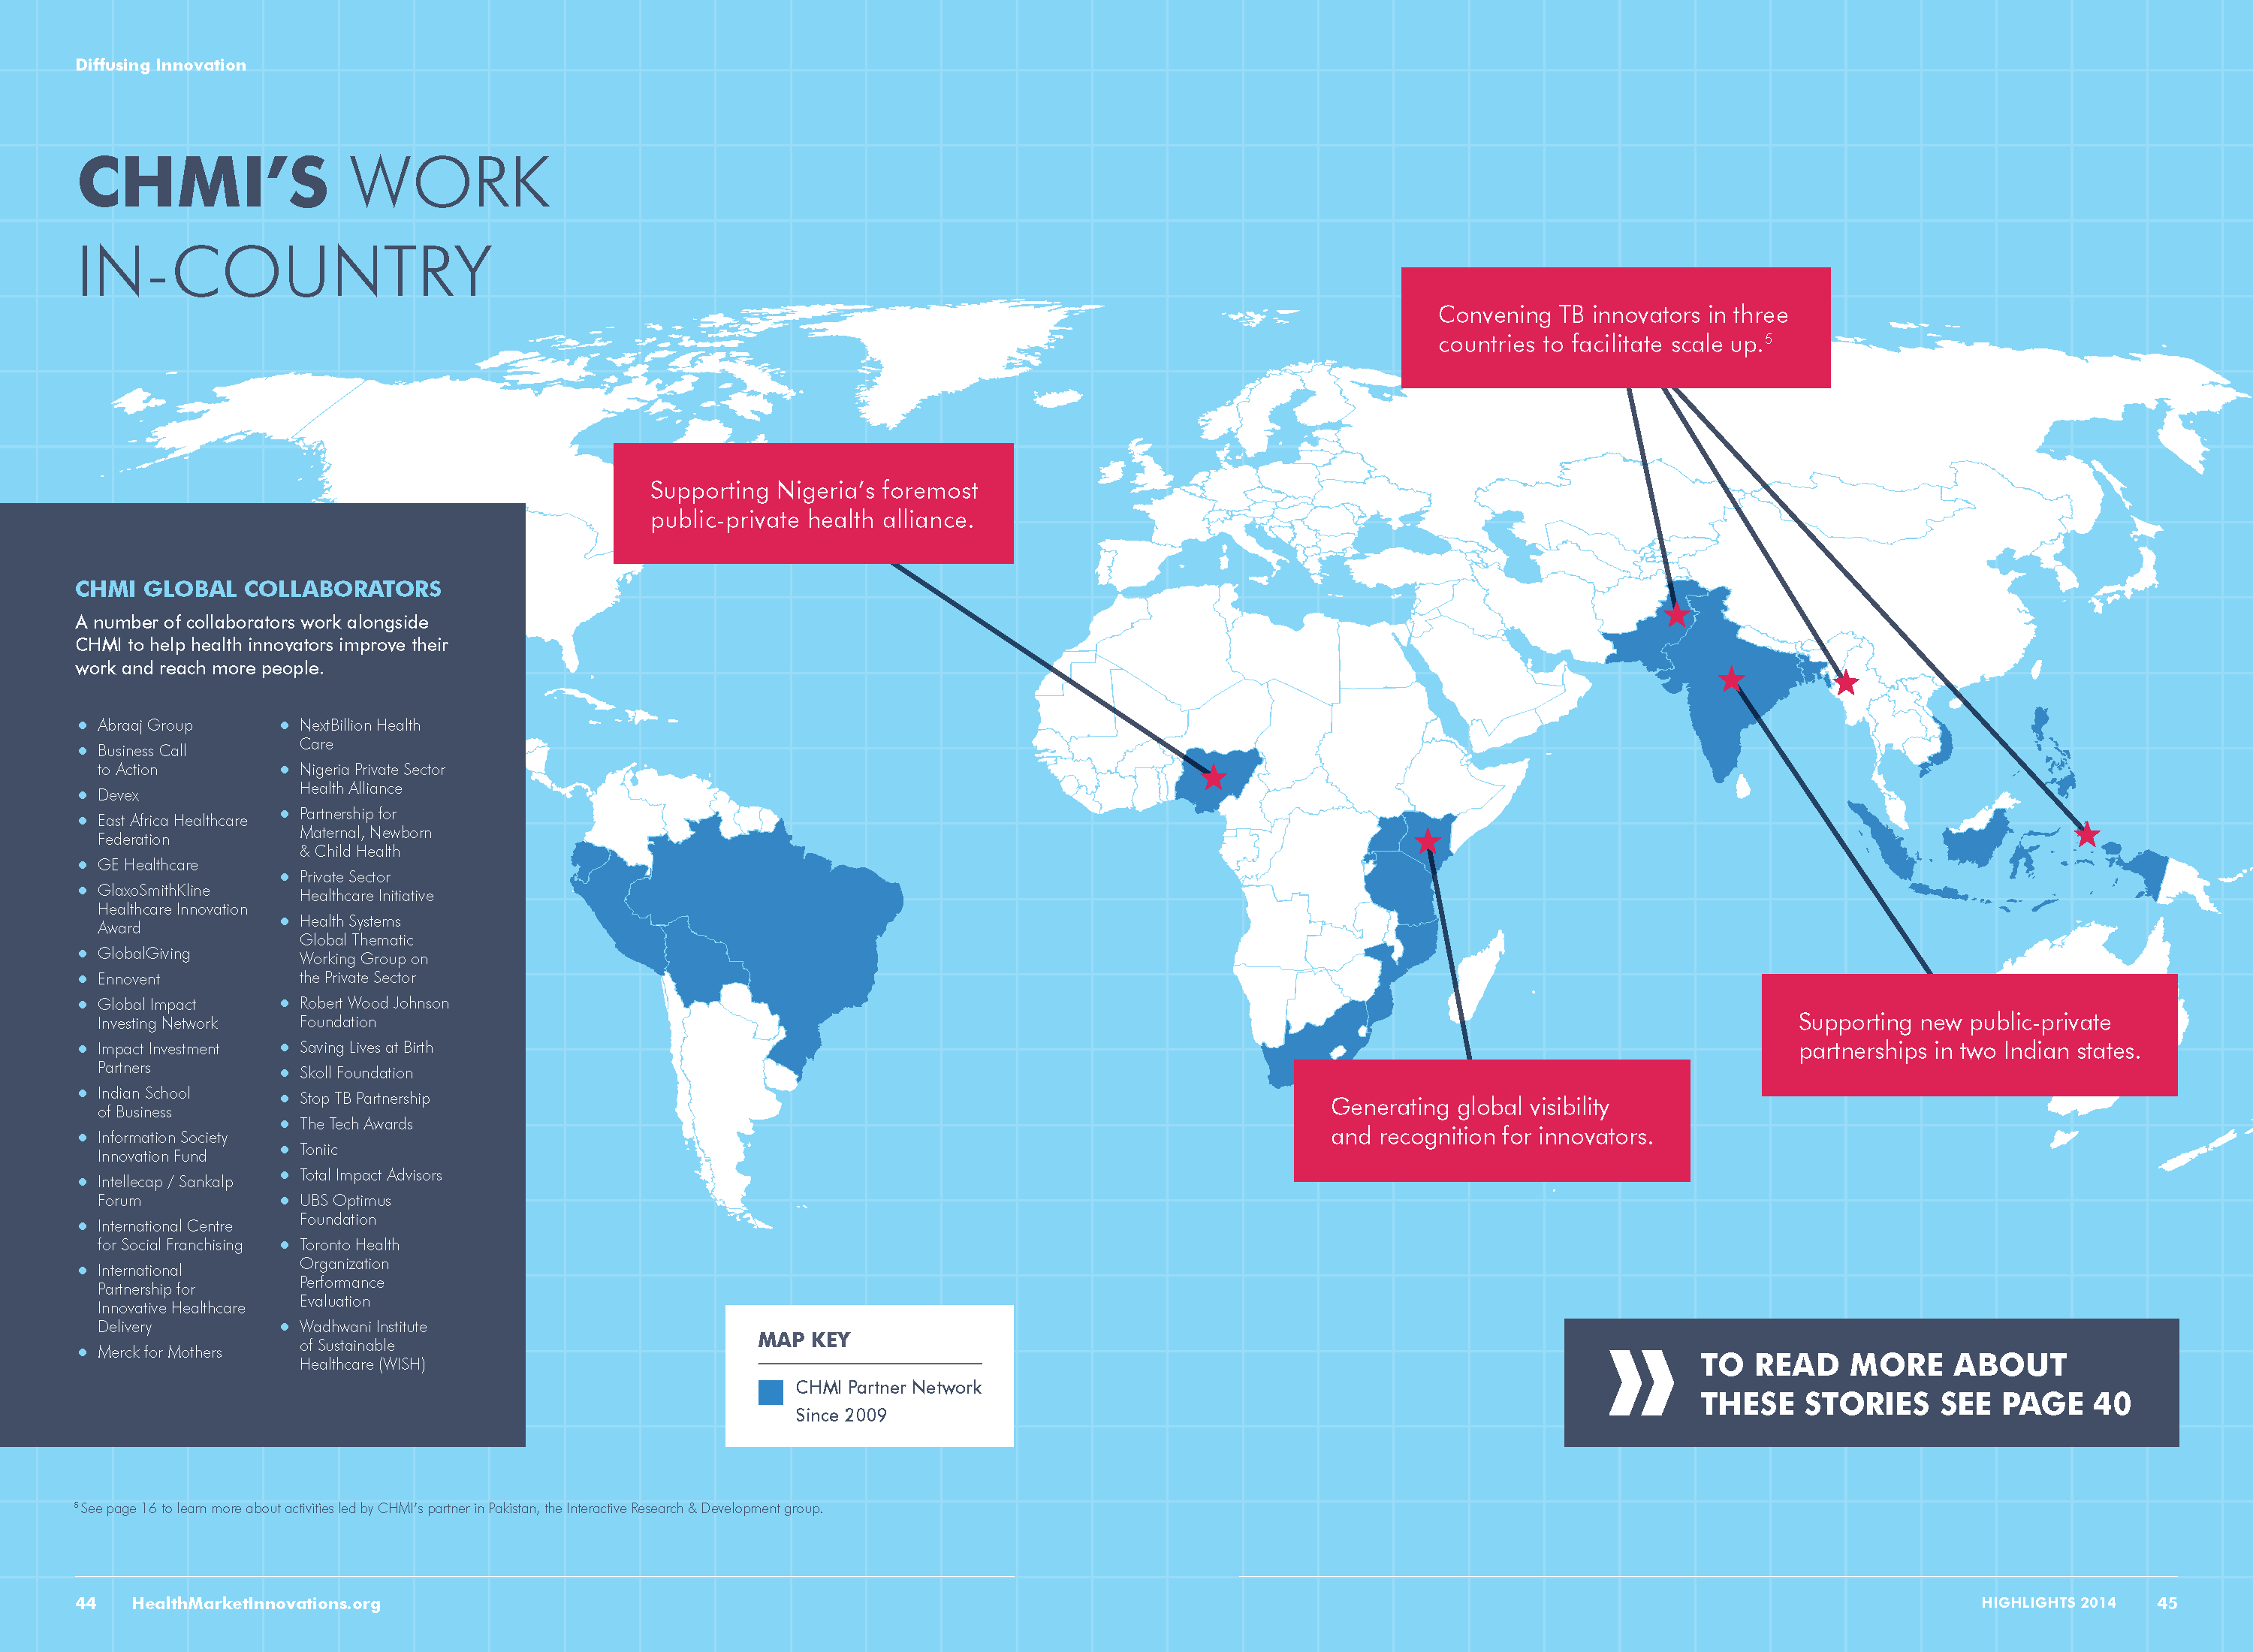 Diffusing Innovation
CHMI’S WORK
IN-COUNTRY
Convening TB innovators in three
countries to facilitate scale up.⁵
Supporting Nigeria’s foremost
public-private health alliance.
CHMI GLOBAL COLLABORATORS
A number of collaborators work alongside
CHMI to help health innovators improve their
work and reach more people.
• Abraaj Group
• Business Call
to Action
• Devex
• East Africa Healthcare
Federation
• GE Healthcare
• GlaxoSmithKline
Healthcare Innovation
Award
• GlobalGiving
• Ennovent
• Global Impact
Investing Network
• Impact Investment
Partners
• Indian School
of Business
• Information Society
Innovation Fund
• Intellecap / Sankalp
Forum
• International Centre
for Social Franchising
• International
Partnership for
Innovative Healthcare
Delivery
• Merck for Mothers
• NextBillion Health
Care
• Nigeria Private Sector
Health Alliance
• Partnership for
Maternal, Newborn
& Child Health
• Private Sector
Healthcare Initiative
• Health Systems
Global Thematic
Working Group on
the Private Sector
• Robert Wood Johnson
Foundation
• Saving Lives at Birth
• Skoll Foundation
• Stop TB Partnership
• The Tech Awards
• Toniic
• Total Impact Advisors
• UBS Optimus
Foundation
• Toronto Health
Organization
Performance
Evaluation
• Wadhwani Institute
of Sustainable
Healthcare (WISH)
Supporting new public-private
partnerships in two Indian states.
Generating global visibility
and recognition for innovators.
MAP KEY
CHMI Partner Network
Since 2009
TO READ MORE ABOUT
THESE STORIES SEE PAGE 40
⁵ See page 16 to learn more about activities led by CHMI’s partner in Pakistan, the Interactive Research & Development group.
44 HealthMarketInnovations.org
HIGHLIGHTS 2014 45